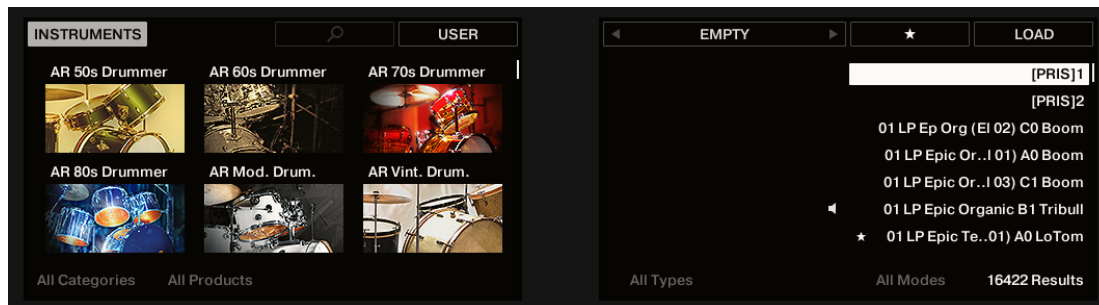 INSTRUMENTS USER
AR 50s Drummer AR 60s Drummer AR 70s Drummer
AR 80s Drummer AR Mod. Drum. AR Vint. Drum.
All Categories All Products
EMPTY ★ LOAD
[PRIS]1
[PRIS]2
01 LP Ep Org (El 02) C0 Boom
01 LP Epic Or..l 01) A0 Boom
01 LP Epic Or..l 03) C1 Boom
01 LP Epic Organic B1 Tribull
★ 01 LP Epic Te..01) A0 LoTom
All Types All Modes 16422 Results